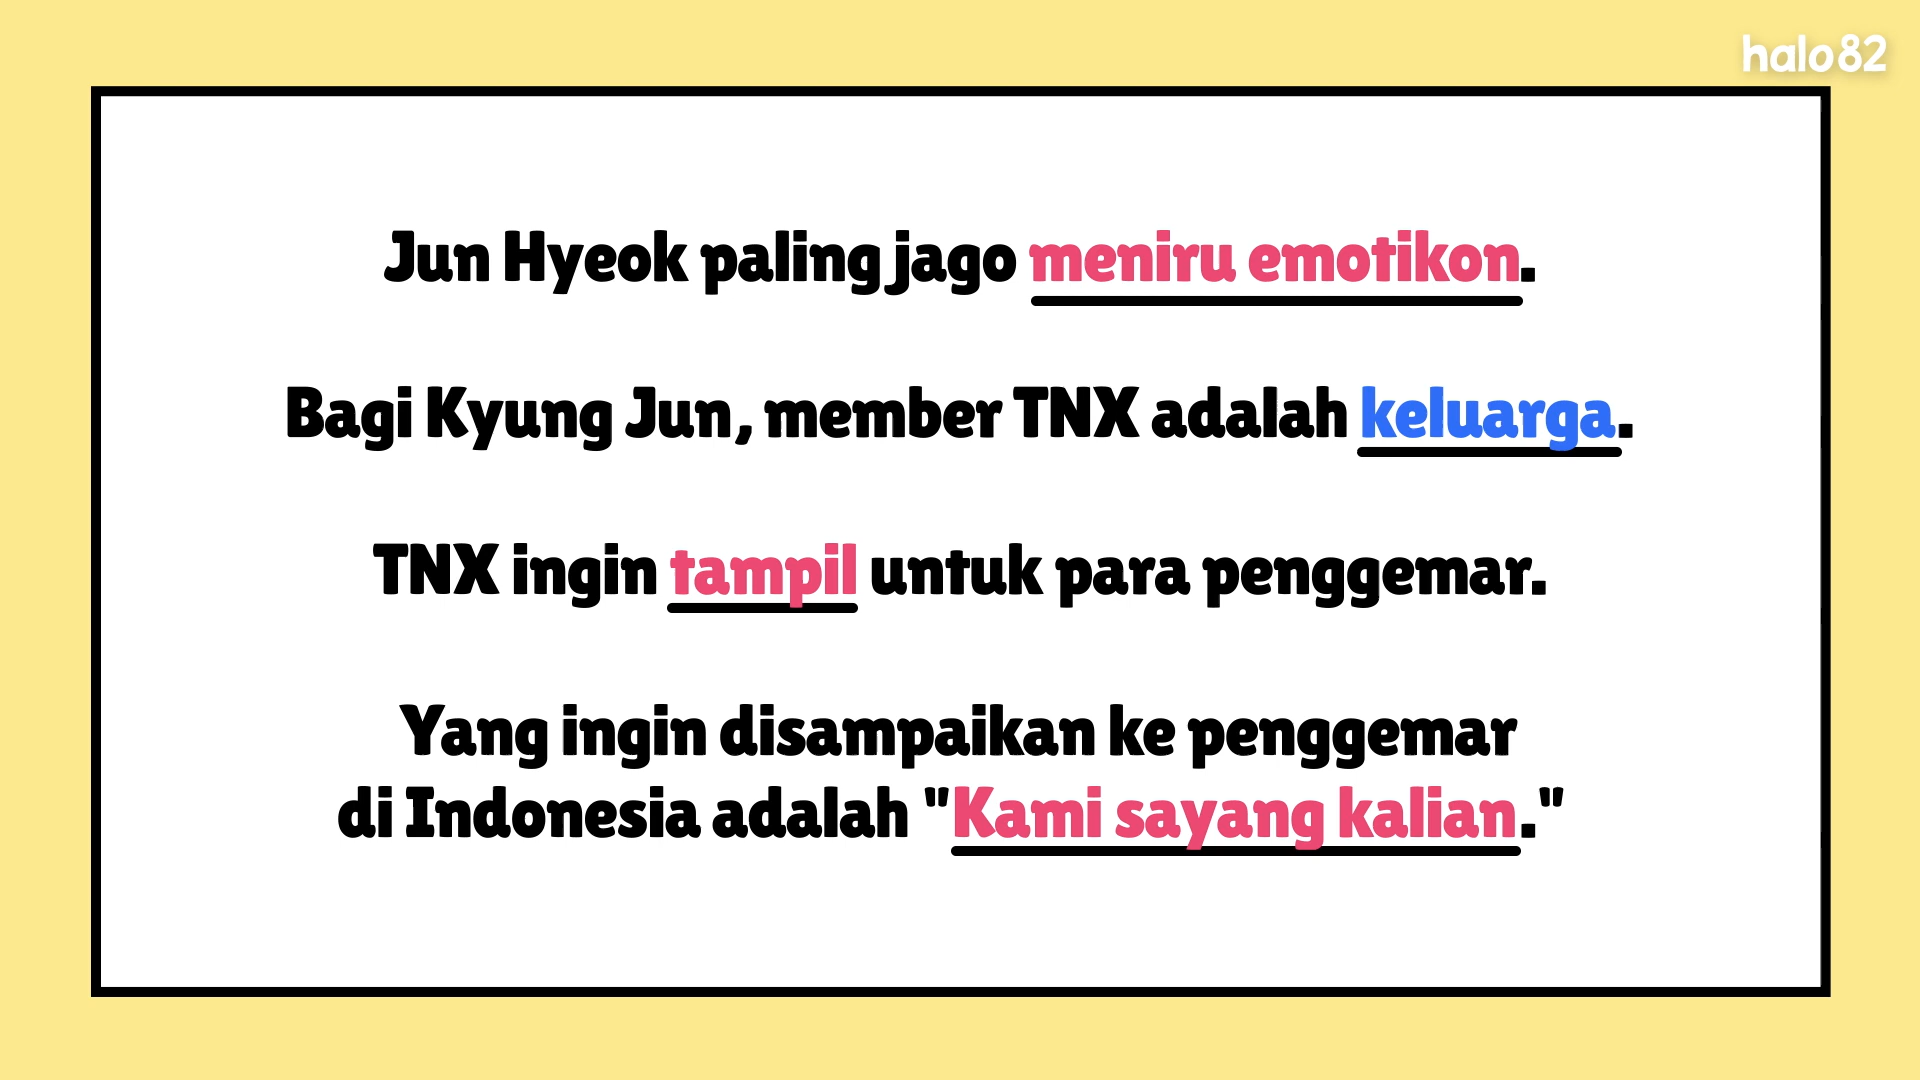 halo82
Jun Hyeok paling jago meniru emotikon.
Bagi Kyung Jun, member TNX adalah keluarga.
TNX ingin tampil untuk para penggemar.
Yang ingin disampaikan ke penggemar
di Indonesia adalah "Kami sayang kalian."